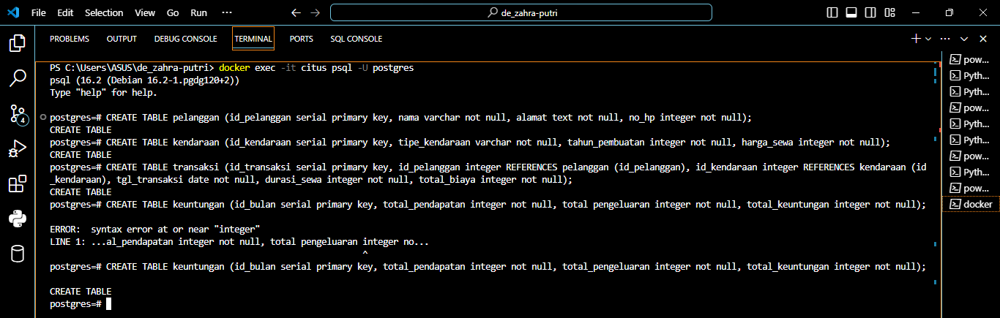 File Edit Selection View Go Run ··· ← → de_zahra-putri
PROBLEMS OUTPUT DEBUG CONSOLE TERMINAL PORTS SQL CONSOLE
PS C:\Users\ASUS\de_zahra-putri> docker exec -it citus psql -U postgres
psql (16.2 (Debian 16.2-1.pgdg120+2))
Type "help" for help.
postgres=# CREATE TABLE pelanggan (id_pelanggan serial primary key, nama varchar not null, alamat text not null, no_hp integer not null);
CREATE TABLE
postgres=# CREATE TABLE kendaraan (id_kendaraan serial primary key, tipe_kendaraan varchar not null, tahun_pembuatan integer not null, harga_sewa integer not null);
CREATE TABLE
postgres=# CREATE TABLE transaksi (id_transaksi serial primary key, id_pelanggan integer REFERENCES pelanggan (id_pelanggan), id_kendaraan integer REFERENCES kendaraan (id
_kendaraan), tgl_transaksi date not null, durasi_sewa integer not null, total_biaya integer not null);
CREATE TABLE
postgres=# CREATE TABLE keuntungan (id_bulan serial primary key, total_pendapatan integer not null, total pengeluaran integer not null, total_keuntungan integer not null);
ERROR:  syntax error at or near "integer"
LINE 1: ...al_pendapatan integer not null, total pengeluaran integer no...
^
postgres=# CREATE TABLE keuntungan (id_bulan serial primary key, total_pendapatan integer not null, total_pengeluaran integer not null, total_keuntungan integer not null);
CREATE TABLE
postgres=#
pow...
Pyth...
Pyth...
pow...
Pyth...
Pyth...
pow...
Pyth...
pow...
docker
4